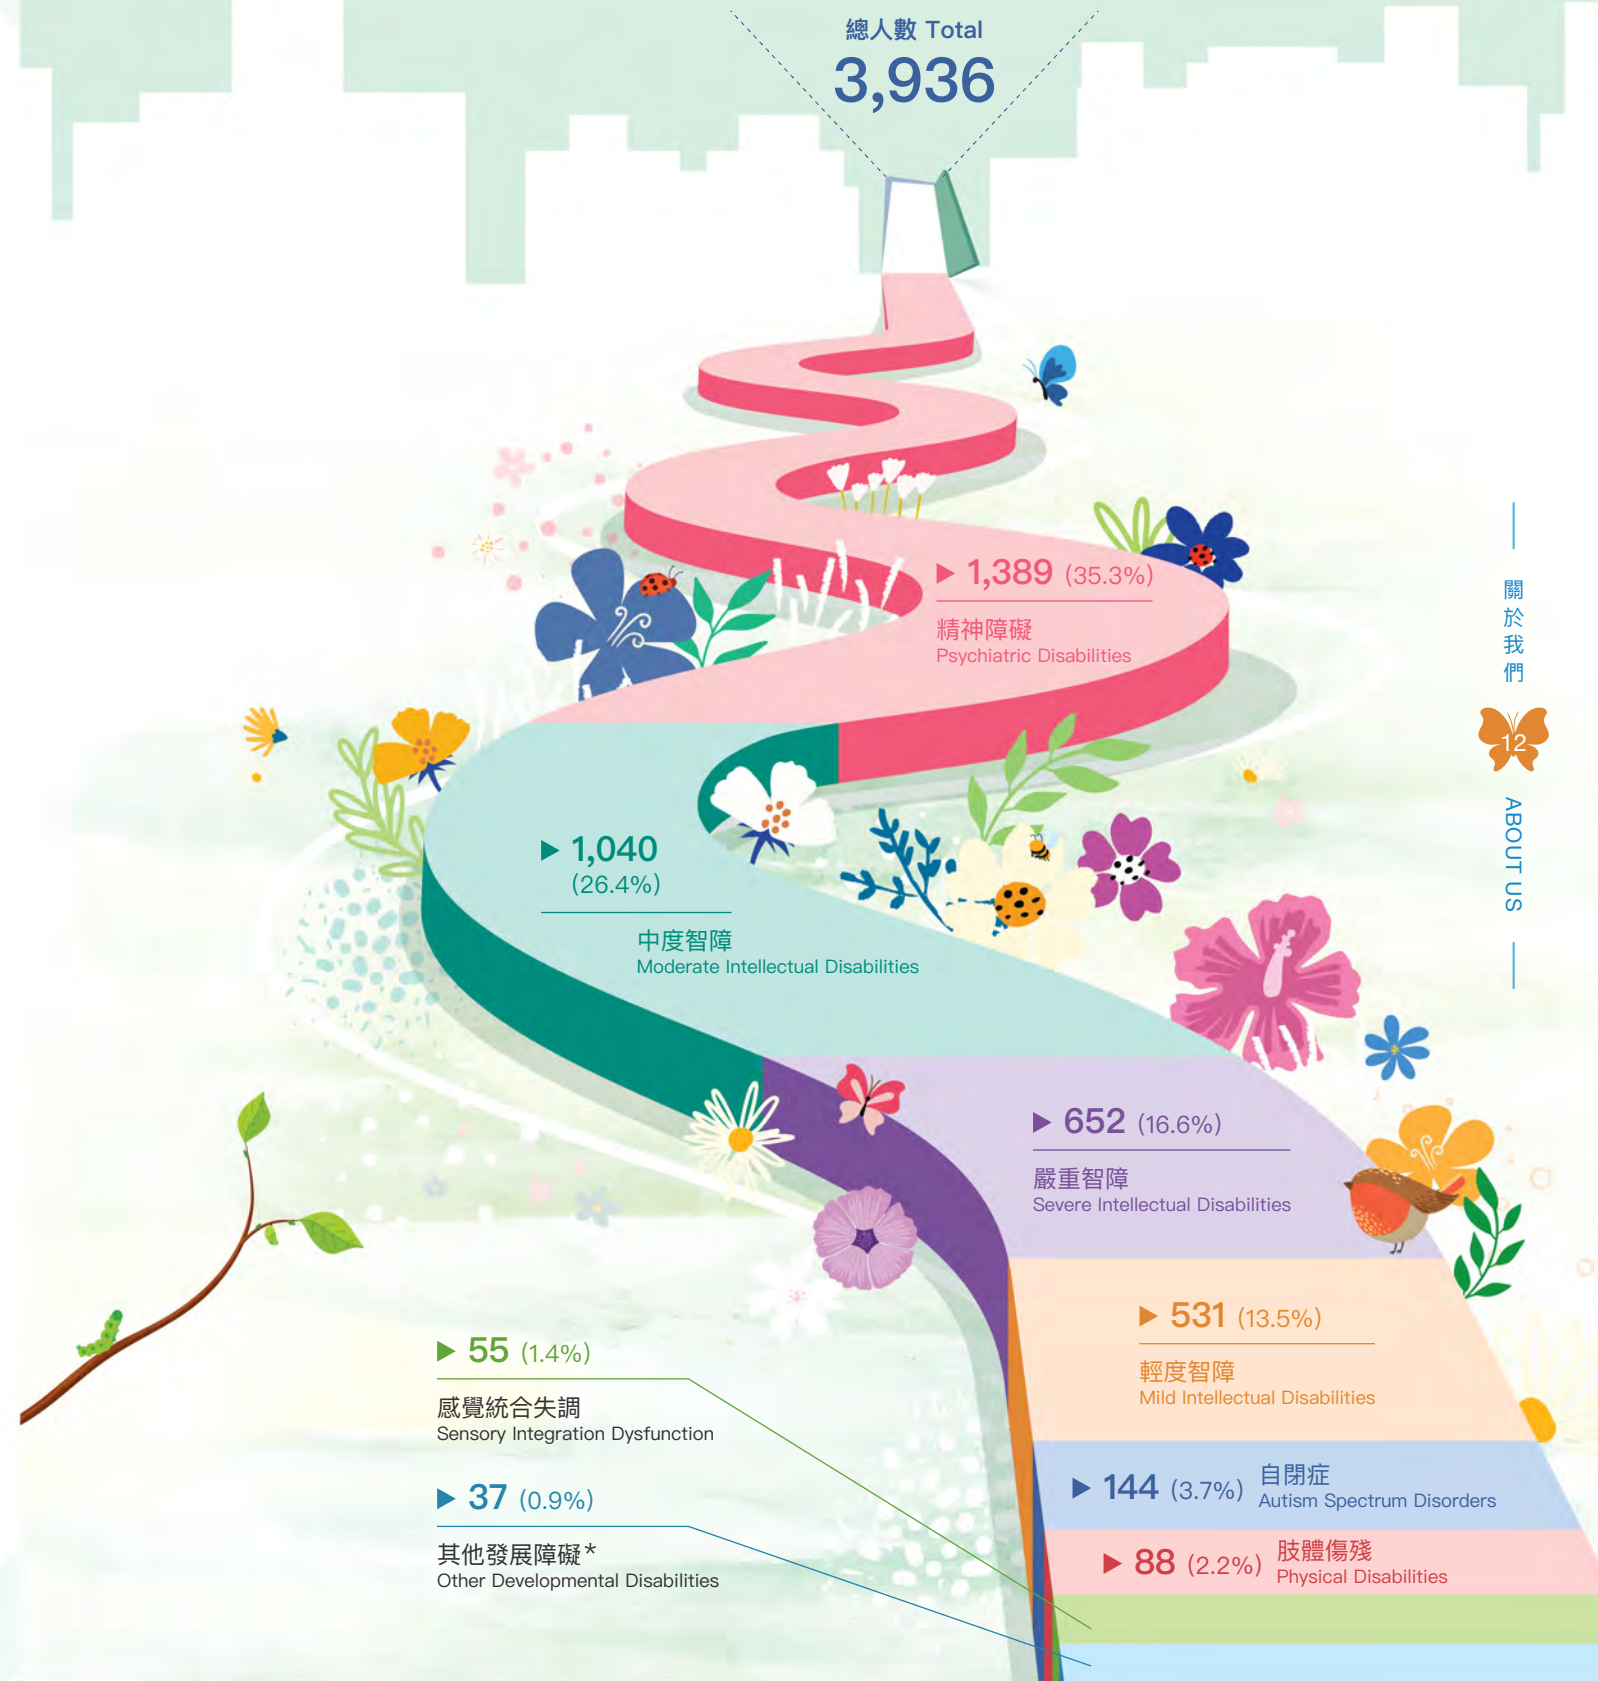 總人數 Total
3,936
1,389 (35.3%)
精神障礙
Psychiatric Disabilities
1,040
(26.4%)
中度智障
Moderate Intellectual Disabilities
652 (16.6%)
嚴重智障
Severe Intellectual Disabilities
531 (13.5%)
輕度智障
Mild Intellectual Disabilities
144 (3.7%)
自閉症
Autism Spectrum Disorders
88 (2.2%)
肢體傷殘
Physical Disabilities
55 (1.4%)
感覺統合失調
Sensory Integration Dysfunction
37 (0.9%)
其他發展障礙*
Other Developmental Disabilities
關於我們
12
ABOUT US